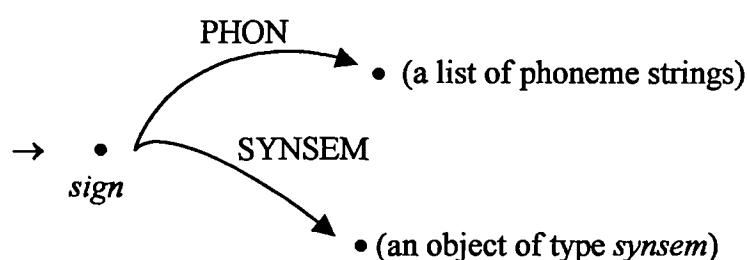 PHON
• (a list of phoneme strings)
→ •
SYNSEM
sign
• (an object of type synsem)